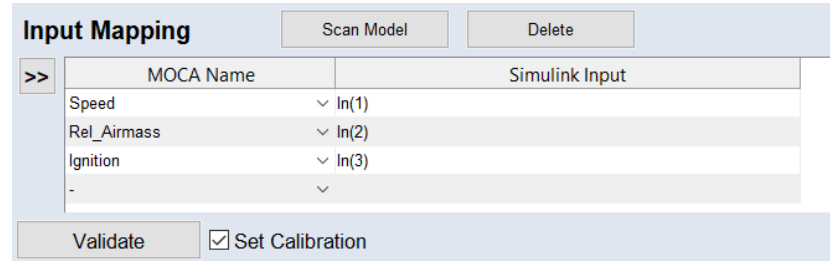 Input Mapping Scan Model Delete
>> MOCA Name Simulink Input
Speed In(1)
Rel_Airmass In(2)
Ignition In(3)
-
Validate Set Calibration